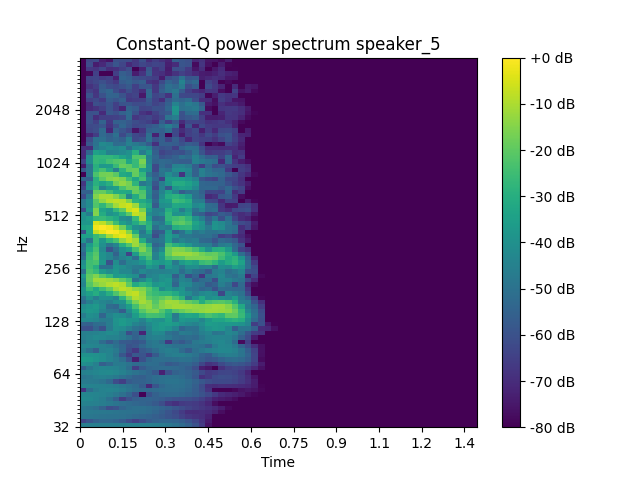 Constant-Q power spectrum speaker_5
+0 dB
-10 dB
-20 dB
-30 dB
-40 dB
-50 dB
-60 dB
-70 dB
-80 dB
Hz
2048
1024
512
256
128
64
32
0 0.15 0.3 0.45 0.6 0.75 0.9 1.1 1.2 1.4
Time